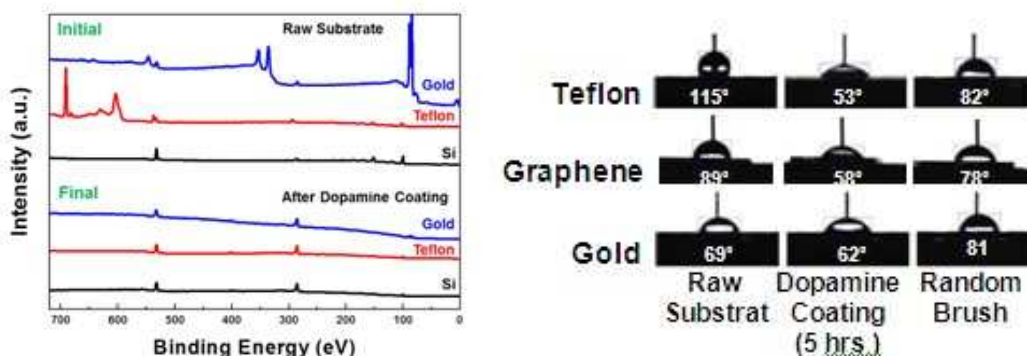 Initial
Raw Substrate
Gold
Teflon
Si
Final
After Dopamine Coating
Gold
Teflon
Si
Intensity (a.u.)
700 600 500 400 300 200 100 0
Binding Energy (eV)
Teflon 115° 53° 82°
Graphene 89° 58° 78°
Gold 69° 62° 81
Raw Dopamine Random
Substrat Coating Brush
(5 hrs.)